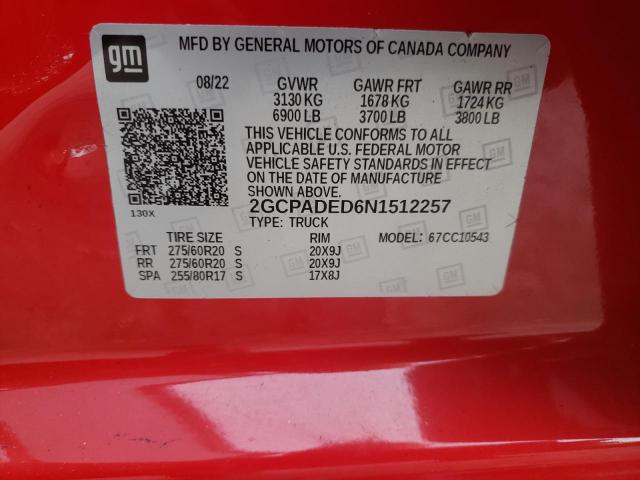 gm MFD BY GENERAL MOTORS OF CANADA COMPANY
08/22 GVWR GAWR FRT GAWR RR
3130 KG 1678 KG 1724 KG
6900 LB 3700 LB 3800 LB
THIS VEHICLE CONFORMS TO ALL
APPLICABLE U.S. FEDERAL MOTOR
VEHICLE SAFETY STANDARDS IN EFFECT
ON THE DATE OF MANUFACTURE
SHOWN ABOVE.
130X 2GCPADED6N1512257
TYPE: TRUCK MODEL: 67CC10543
TIRE SIZE RIM
FRT 275/60R20 S 20X9J
RR 275/60R20 S 20X9J
SPA 255/80R17 S 17X8J